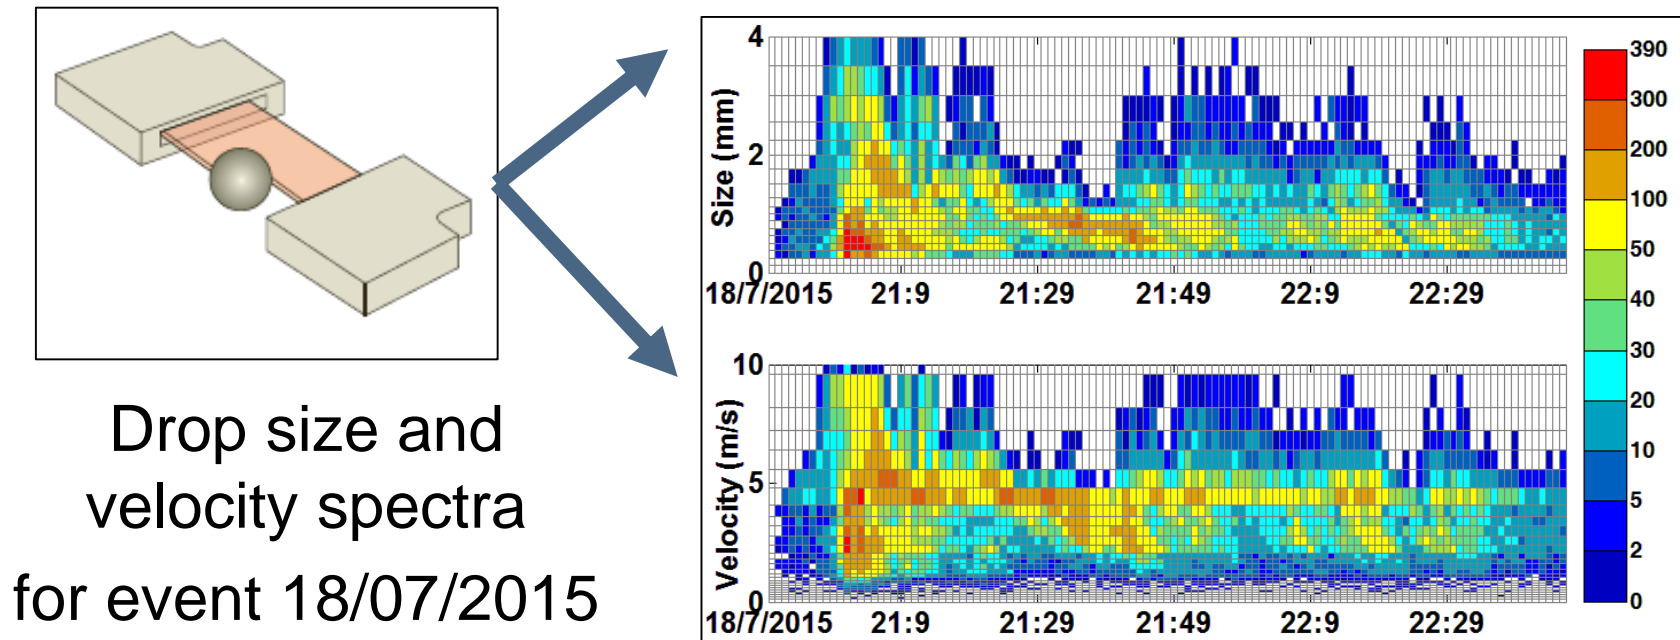 Drop size and
velocity spectra
for event 18/07/2015
Size (mm)
4
2
0
18/7/2015 21:9 21:29 21:49 22:9 22:29
Velocity (m/s)
10
5
0
18/7/2015 21:9 21:29 21:49 22:9 22:29
390
300
200
100
50
40
30
20
10
5
2
0